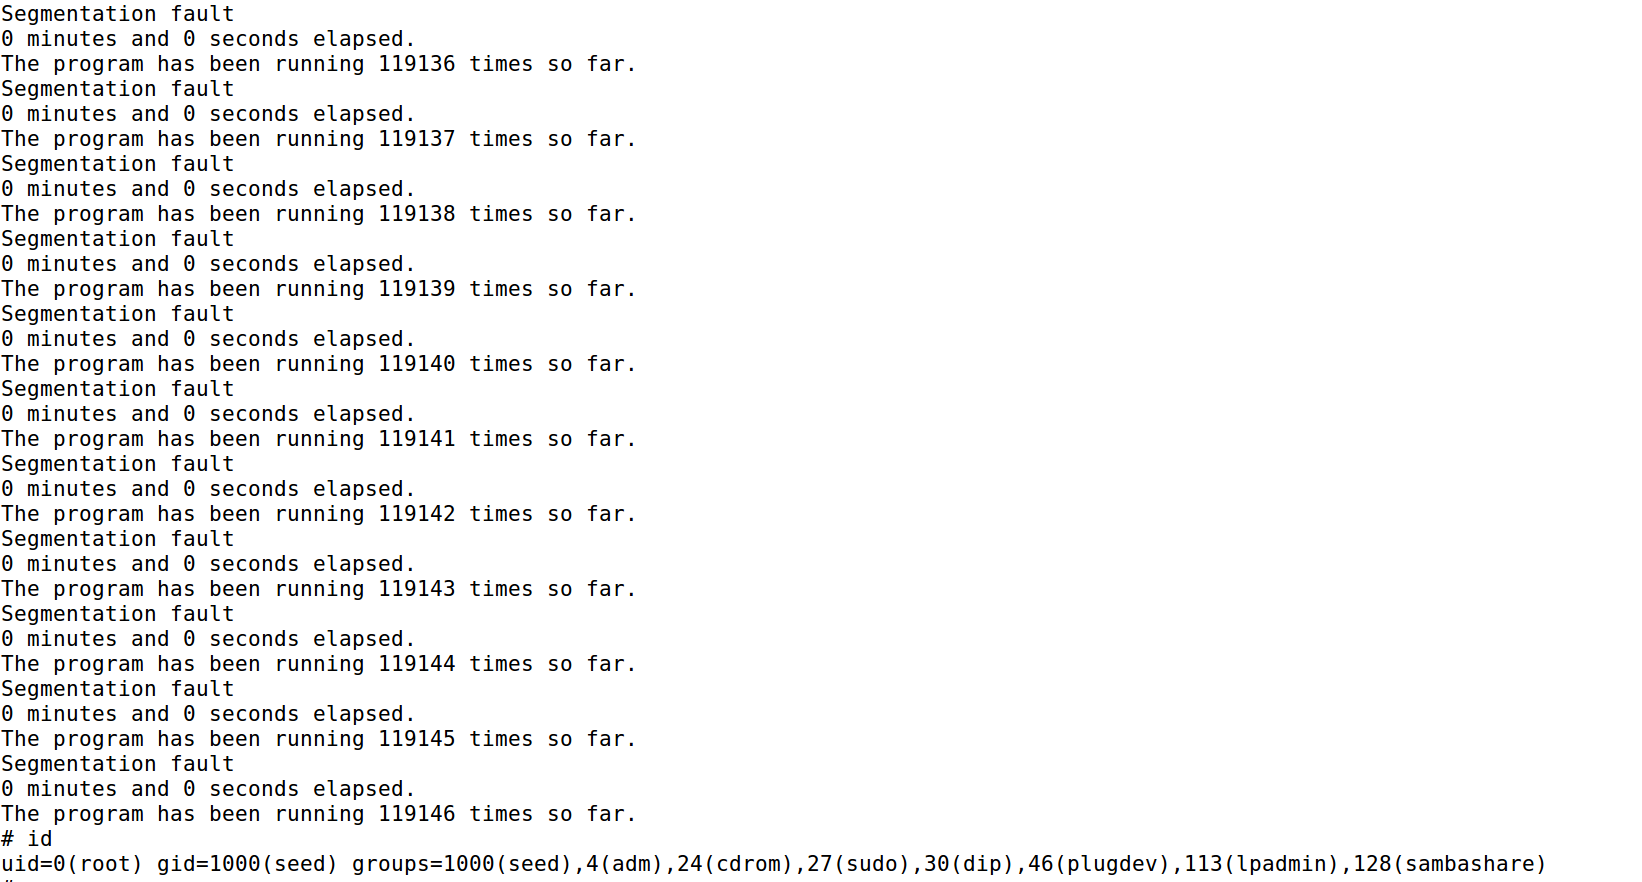 Segmentation fault
0 minutes and 0 seconds elapsed.
The program has been running 119136 times so far.
Segmentation fault
0 minutes and 0 seconds elapsed.
The program has been running 119137 times so far.
Segmentation fault
0 minutes and 0 seconds elapsed.
The program has been running 119138 times so far.
Segmentation fault
0 minutes and 0 seconds elapsed.
The program has been running 119139 times so far.
Segmentation fault
0 minutes and 0 seconds elapsed.
The program has been running 119140 times so far.
Segmentation fault
0 minutes and 0 seconds elapsed.
The program has been running 119141 times so far.
Segmentation fault
0 minutes and 0 seconds elapsed.
The program has been running 119142 times so far.
Segmentation fault
0 minutes and 0 seconds elapsed.
The program has been running 119143 times so far.
Segmentation fault
0 minutes and 0 seconds elapsed.
The program has been running 119144 times so far.
Segmentation fault
0 minutes and 0 seconds elapsed.
The program has been running 119145 times so far.
Segmentation fault
0 minutes and 0 seconds elapsed.
The program has been running 119146 times so far.
# id
uid=0(root) gid=1000(seed) groups=1000(seed),4(adm),24(cdrom),27(sudo),30(dip),46(plugdev),113(lpadmin),128(sambashare)